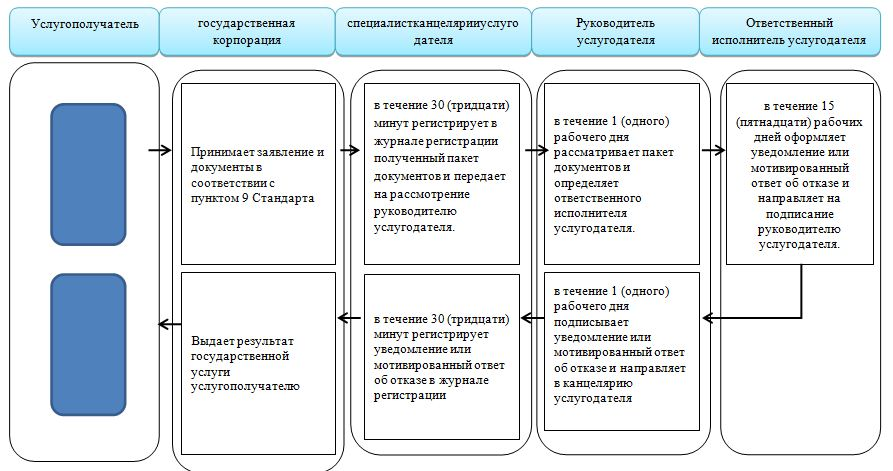 Услугополучатель
государственная
корпорация
специалистканцелярииуслуго
дателя
Руководитель
услугодателя
Ответственный
исполнитель услугодателя
Принимает заявление и
документы в
соответствии с
пунктом 9 Стандарта
в течение 30 (тридцати)
минут регистрирует в
журнале регистрации
полученный пакет
документов и передает
на рассмотрение
руководителю
услугодателя.
в течение 1 (одного)
рабочего дня
рассматривает пакет
документов и
определяет
ответственного
исполнителя
услугодателя.
в течение 15
(пятнадцати) рабочих
дней оформляет
уведомление или
мотивированный
ответ об отказе и
направляет на
подписание
руководителю
услугодателя.
Выдает результат
государственной
услуги
услугополучателю
в течение 30 (тридцати)
минут регистрирует
уведомление или
мотивированный ответ
об отказе в журнале
регистрации
в течение 1 (одного)
рабочего дня
подписывает
уведомление или
мотивированный ответ
об отказе и направляет
в канцелярию
услугодателя